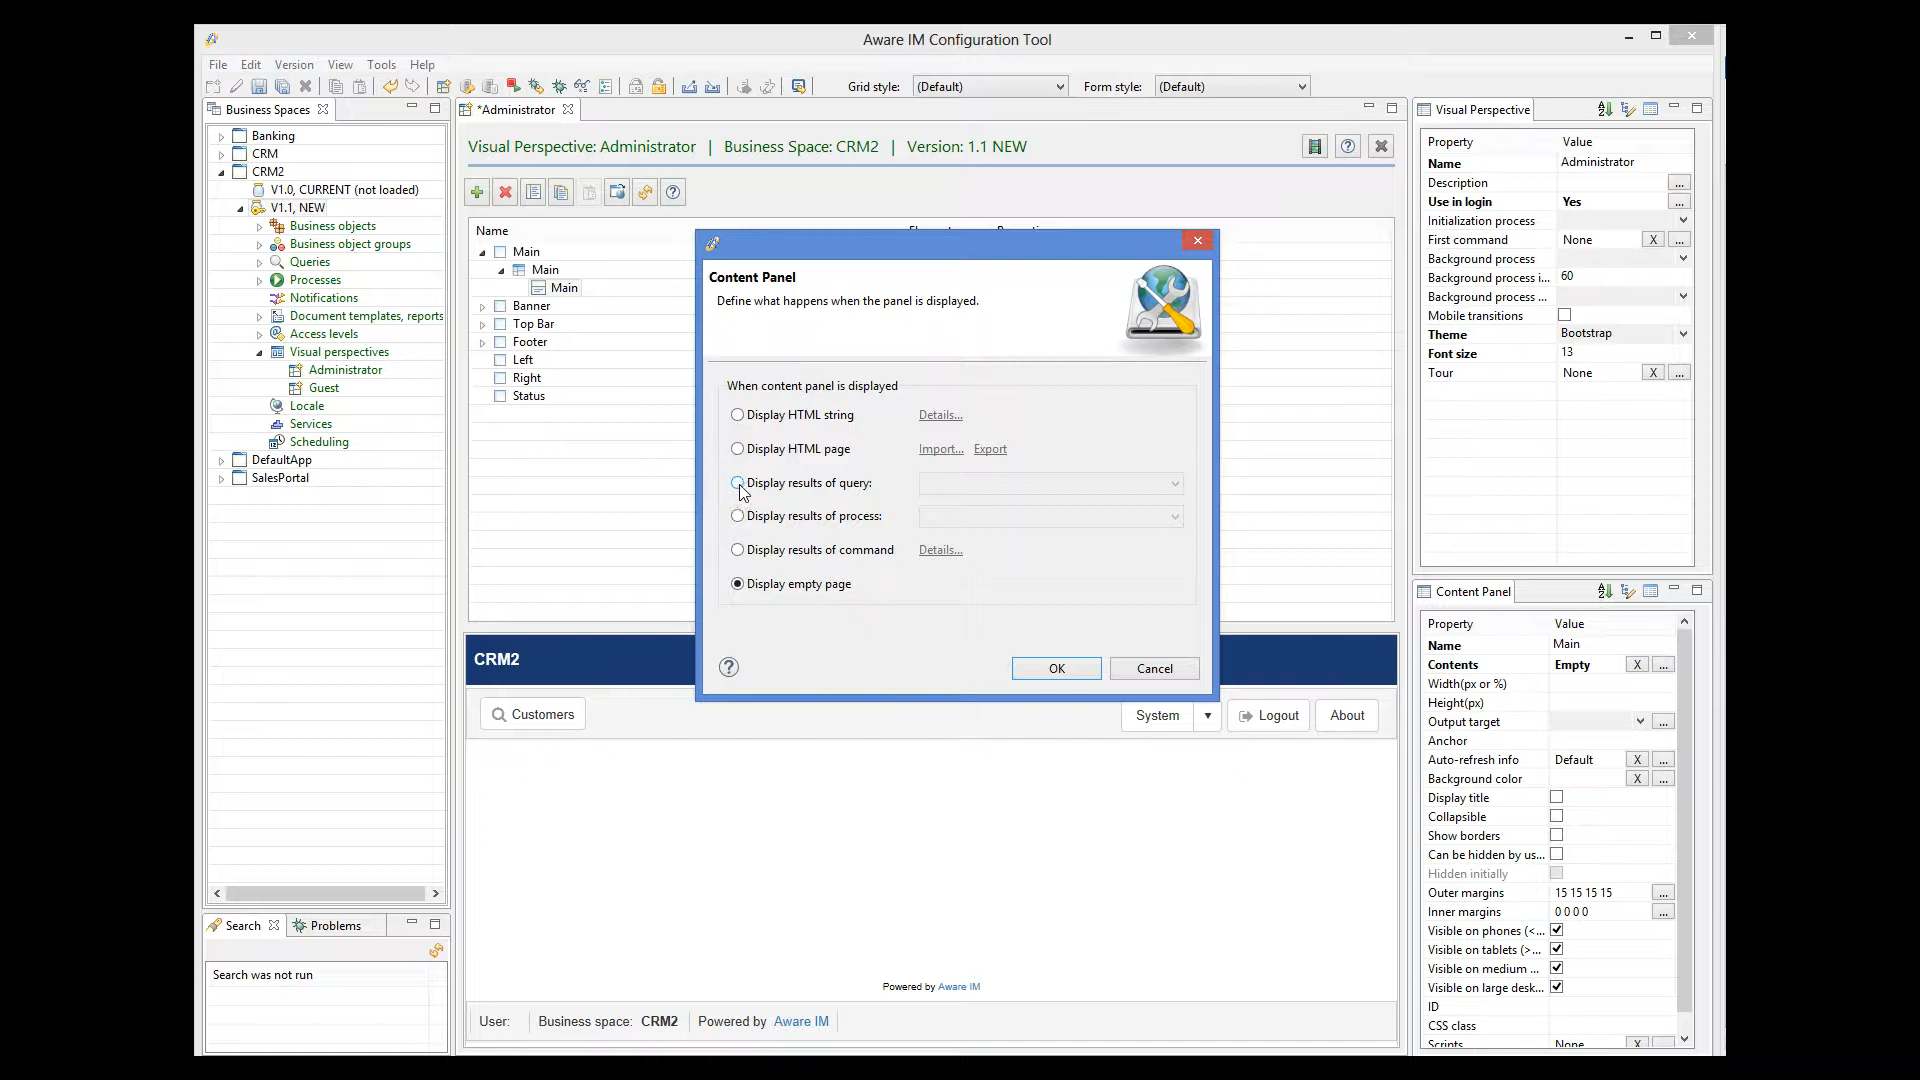 Aware IM Configuration Tool
File Edit Version View Tools Help
Grid style: (Default) Form style: (Default)
Business Spaces
Banking
CRM
CRM2
V1.0, CURRENT (not loaded)
V1.1, NEW
Business objects
Business object groups
Queries
Processes
Notifications
Document templates, reports
Access levels
Visual perspectives
Administrator
Guest
Locale
Services
Scheduling
DefaultApp
SalesPortal
Search Problems
Search was not run
*Administrator
Visual Perspective: Administrator | Business Space: CRM2 | Version: 1.1 NEW
Name
Main
Main
Main
Banner
Top Bar
Footer
Left
Right
Status
Content Panel
Define what happens when the panel is displayed.
When content panel is displayed
Display HTML string Details...
Display HTML page Import... Export
Display results of query:
Display results of process:
Display results of command Details...
Display empty page
OK Cancel
CRM2
Customers System Logout About
Powered by Aware IM
User: Business space: CRM2 Powered by Aware IM
Visual Perspective
Property Value
Name Administrator
Description ...
Use in login Yes ...
Initialization process
First command None X ...
Background process
Background process i... 60
Background process ...
Mobile transitions
Theme Bootstrap
Font size 13
Tour None X ...
Content Panel
Property Value
Name Main
Contents Empty X ...
Width(px or %)
Height(px)
Output target ...
Anchor
Auto-refresh info Default X ...
Background color X ...
Display title
Collapsible
Show borders
Can be hidden by us...
Hidden initially
Outer margins 15 15 15 15 ...
Inner margins 0 0 0 0 ...
Visible on phones (<...
Visible on tablets (>...
Visible on medium ...
Visible on large desk...
ID
CSS class
Scripts None X